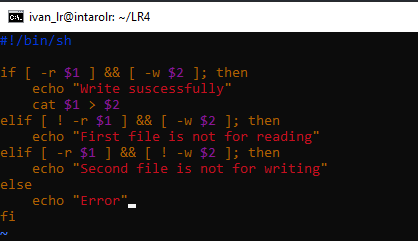 ivan_lr@intarolr: ~/LR4
#!/bin/sh
if [ -r $1 ] && [ -w $2 ]; then
echo "Write suscessfully"
cat $1 > $2
elif [ ! -r $1 ] && [ -w $2 ]; then
echo "First file is not for reading"
elif [ -r $1 ] && [ ! -w $2 ]; then
echo "Second file is not for writing"
else
echo "Error"
fi
~